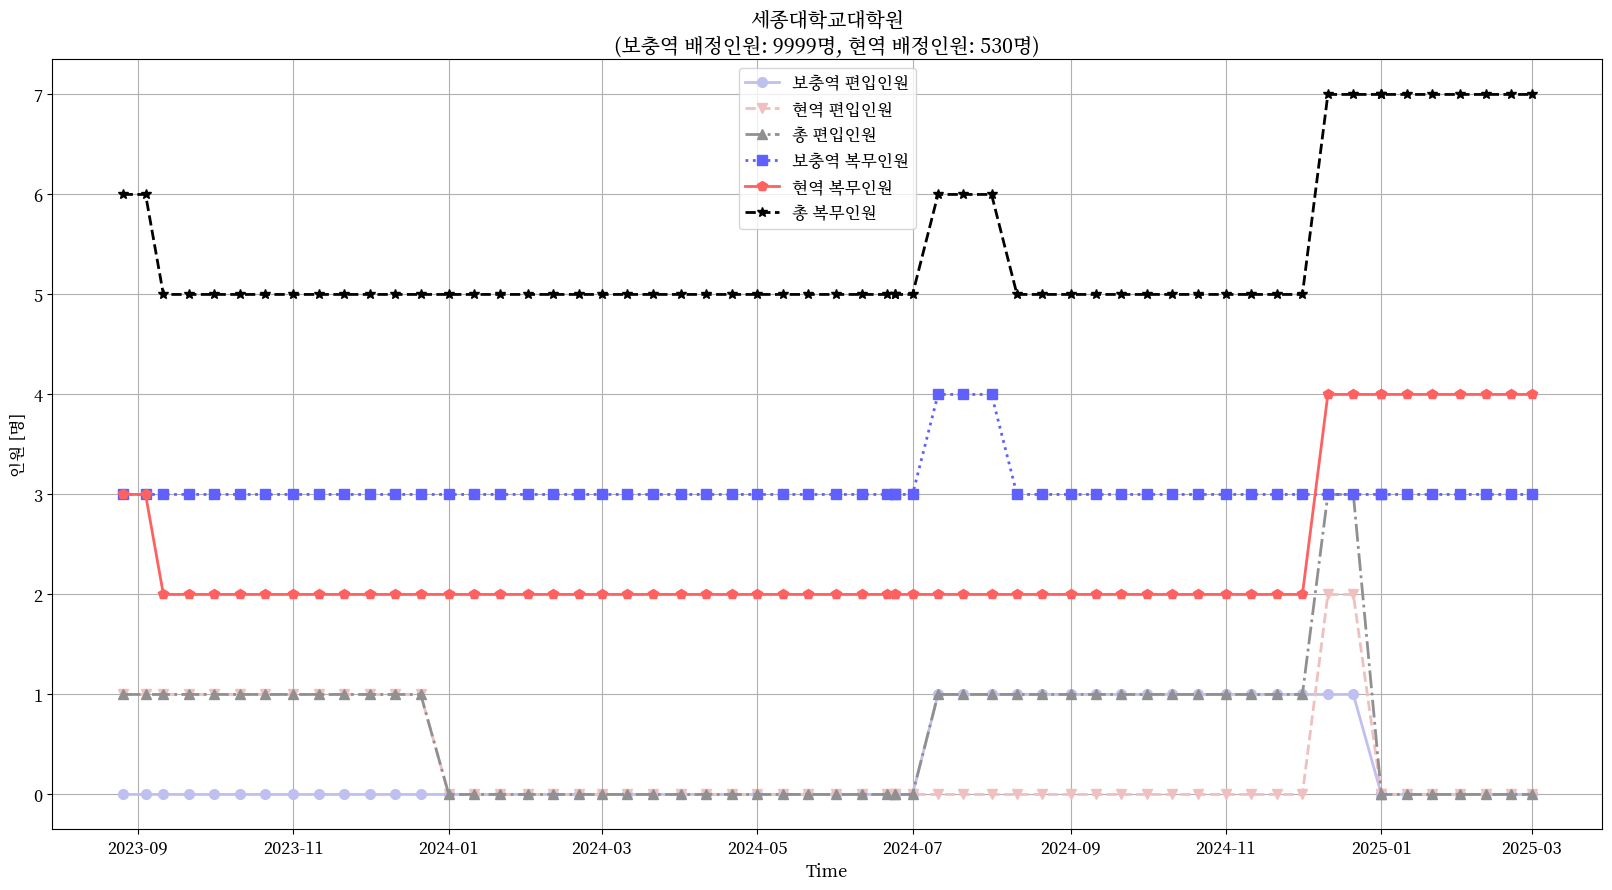 세종대학교대학원
(보충역 배정인원: 9999명, 현역 배정인원: 530명)
보충역 편입인원
현역 편입인원
총 편입인원
보충역 복무인원
현역 복무인원
총 복무인원
인원 [명]
7
6
5
4
3
2
1
0
2023-09
2023-11
2024-01
2024-03
2024-05
2024-07
2024-09
2024-11
2025-01
2025-03
Time